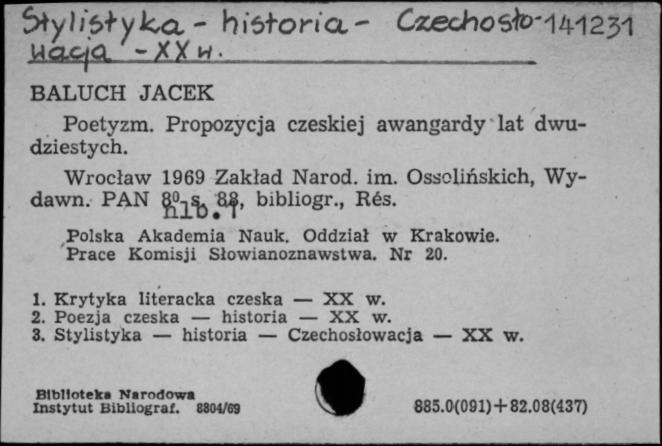 Stylistyka - historia - Czechosło- 141231
wacja - XX w.
BALUCH JACEK
Poetyzm. Propozycja czeskiej awangardy lat dwu-
dziestych.
Wrocław 1969 Zakład Narod. im. Ossolińskich, Wy-
dawn. PAN 8⁰ s. 88, bibliogr., Rés.
nlb. 1
Polska Akademia Nauk. Oddział w Krakowie.
Prace Komisji Słowianoznawstwa. Nr 20.
1. Krytyka literacka czeska — XX w.
2. Poezja czeska — historia — XX w.
3. Stylistyka — historia — Czechosłowacja — XX w.
Biblioteka Narodowa
Instytut Bibliograf. 8804/69 885.0(091)+82.08(437)